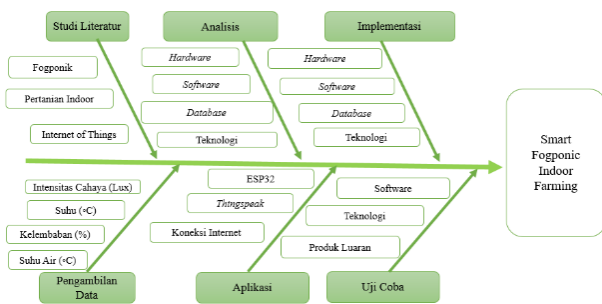 Studi Literatur
Analisis
Implementasi
Fogponik
Pertanian Indoor
Internet of Things
Hardware
Software
Database
Teknologi
Hardware
Software
Database
Teknologi
Smart
Fogponic
Indoor
Farming
Intensitas Cahaya (Lux)
Suhu (◦C)
Kelembaban (%)
Suhu Air (◦C)
ESP32
Thingspeak
Koneksi Internet
Software
Teknologi
Produk Luaran
Pengambilan
Data
Aplikasi
Uji Coba